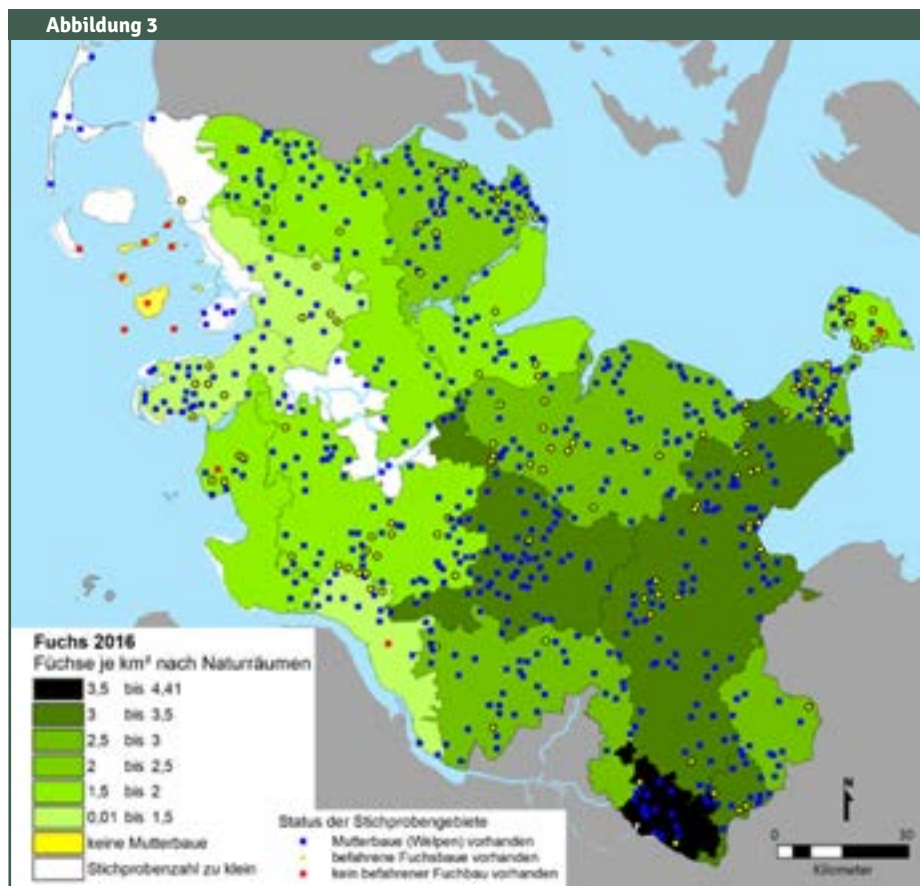 Abbildung 3
Fuchs 2016
Füchse je km² nach Naturräumen
3,5 bis 4,41
3 bis 3,5
2,5 bis 3
2 bis 2,5
1,5 bis 2
0,01 bis 1,5
keine Mutterbaue
Stichprobenzahl zu klein
Status der Stichprobengebiete
Mutterbaue (Welpen) vorhanden
befahrene Fuchsbaue vorhanden
kein befahrener Fuchbau vorhanden
N
0 30
Kilometer